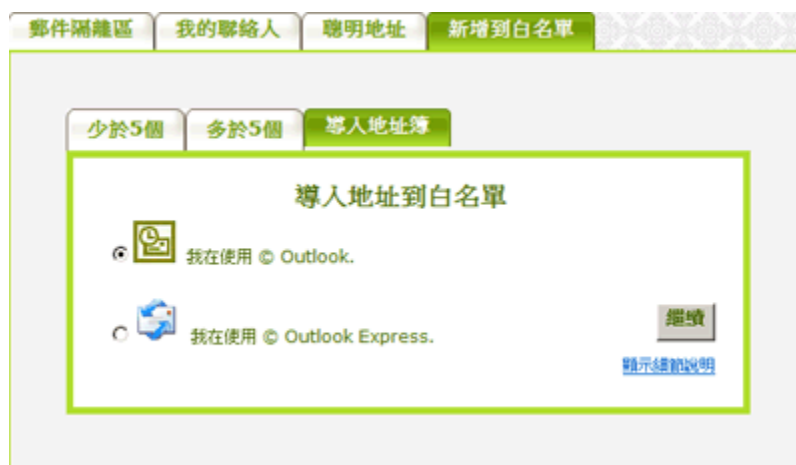 郵件隔離區 我的聯絡人 聰明地址 新增到白名單
少於5個 多於5個 導入地址簿
導入地址到白名單
我在使用 © Outlook.
我在使用 © Outlook Express.
繼續
顯示細節說明